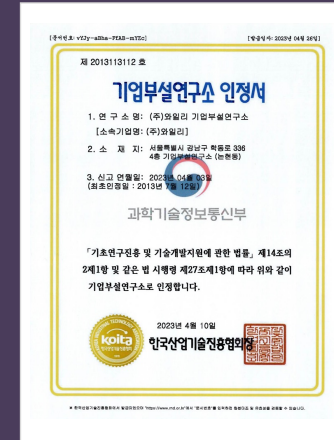 [문서번호: vYJy-aBha-PfAB-mYZc] [발급일자: 2023년 04월 26일]
제 2013113112 호
기업부설연구소 인정서
1. 연 구 소 명: (주)와일리 기업부설연구소
[소속기업명: (주)와일리]
2. 소 재 지: 서울특별시 강남구 학동로 336
4층 기업부설연구소 (논현동)
3. 신고 연월일: 2023년 04월 03일
(최초인정일 : 2013년 7월 12일)
과학기술정보통신부
「기초연구진흥 및 기술개발지원에 관한 법률」 제14조의
2제1항 및 같은 법 시행령 제27조제1항에 따라 위와 같이
기업부설연구소로 인정합니다.
2023년 4월 10일
koita
한국산업기술진흥협회장